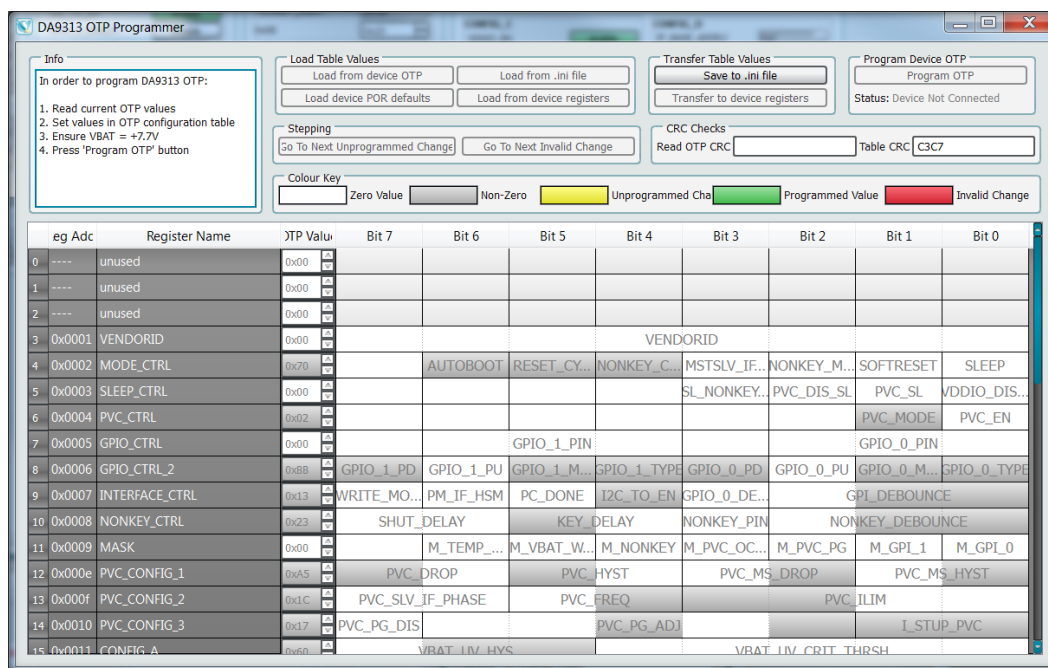 DA9313 OTP Programmer
Info
In order to program DA9313 OTP:
1. Read current OTP values
2. Set values in OTP configuration table
3. Ensure VBAT = +7.7V
4. Press 'Program OTP' button
Load Table Values
Load from device OTP
Load from .ini file
Load device POR defaults
Load from device registers
Transfer Table Values
Save to .ini file
Transfer to device registers
Program Device OTP
Program OTP
Status: Device Not Connected
Stepping
Go To Next Unprogrammed Change
Go To Next Invalid Change
CRC Checks
Read OTP CRC
Table CRC C3C7
Colour Key
Zero Value Non-Zero Unprogrammed Cha Programmed Value Invalid Change
eg Adc Register Name OTP Valu Bit 7 Bit 6 Bit 5 Bit 4 Bit 3 Bit 2 Bit 1 Bit 0
0 ---- unused 0x00
1 ---- unused 0x00
2 ---- unused 0x00
3 0x0001 VENDORID 0x00 VENDORID
4 0x0002 MODE_CTRL 0x70 AUTOBOOT RESET_CY... NONKEY_C... MSTSLV_IF... NONKEY_M... SOFTRESET SLEEP
5 0x0003 SLEEP_CTRL 0x00 SL_NONKEY... PVC_DIS_SL PVC_SL VDDIO_DIS...
6 0x0004 PVC_CTRL 0x02 PVC_MODE PVC_EN
7 0x0005 GPIO_CTRL 0x00 GPIO_1_PIN GPIO_0_PIN
8 0x0006 GPIO_CTRL_2 0xBB GPIO_1_PD GPIO_1_PU GPIO_1_M... GPIO_1_TYPE GPIO_0_PD GPIO_0_PU GPIO_0_M... GPIO_0_TYPE
9 0x0007 INTERFACE_CTRL 0x13 WRITE_MO... PM_IF_HSM PC_DONE I2C_TO_EN GPIO_0_DE... GPI_DEBOUNCE
10 0x0008 NONKEY_CTRL 0x23 SHUT_DELAY KEY_DELAY NONKEY_PIN NONKEY_DEBOUNCE
11 0x0009 MASK 0x00 M_TEMP_... M_VBAT_W... M_NONKEY M_PVC_OC... M_PVC_PG M_GPI_1 M_GPI_0
12 0x000e PVC_CONFIG_1 0xA5 PVC_DROP PVC_HYST PVC_MS_DROP PVC_MS_HYST
13 0x000f PVC_CONFIG_2 0x1C PVC_SLV_IF_PHASE PVC_FREQ PVC_ILIM
14 0x0010 PVC_CONFIG_3 0x17 PVC_PG_DIS PVC_PG_ADJ I_STUP_PVC
15 0x0011 CONFIG_A 0x60 VBAT_UV_HYS VBAT_UV_CRIT_THRSH